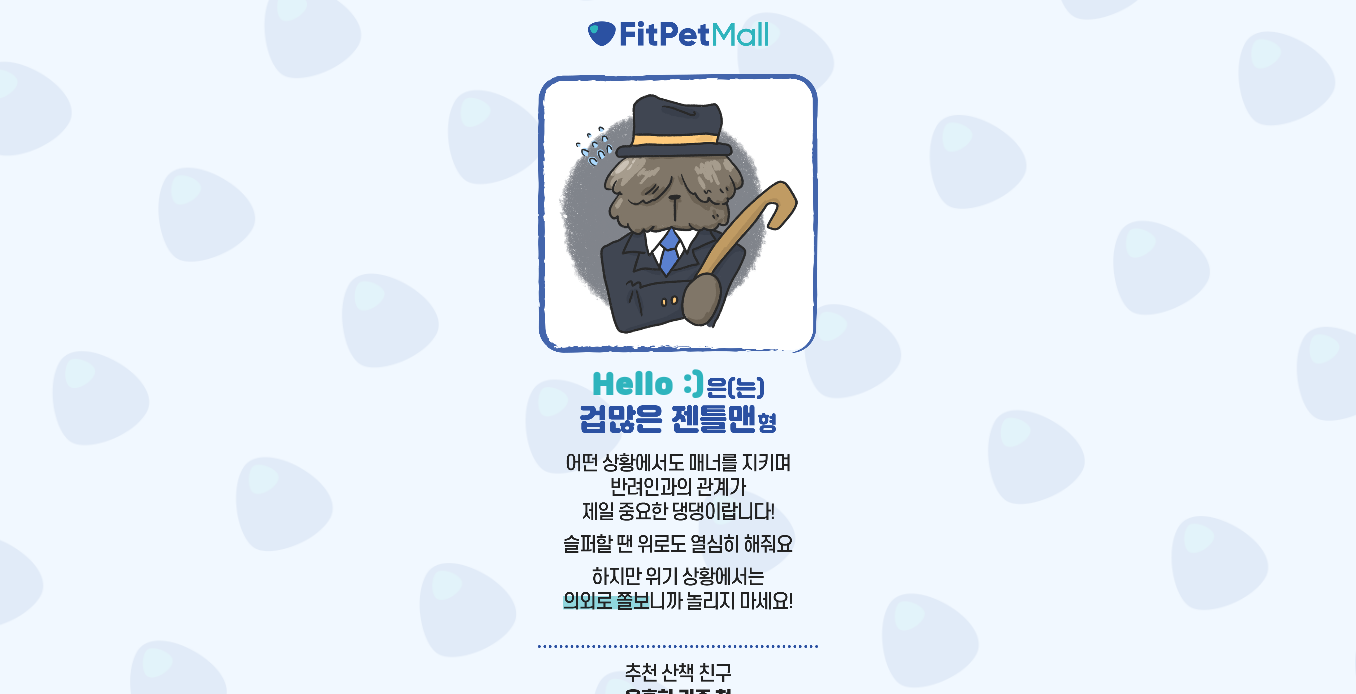 FitPetMall
Hello :)은(는)
겁많은 젠틀맨형
어떤 상황에서도 매너를 지키며
반려인과의 관계가
제일 중요한 댕댕이랍니다!
슬퍼할 땐 위로도 열심히 해줘요
하지만 위기 상황에서는
의외로 쫄보니까 놀리지 마세요!
추천 산책 친구